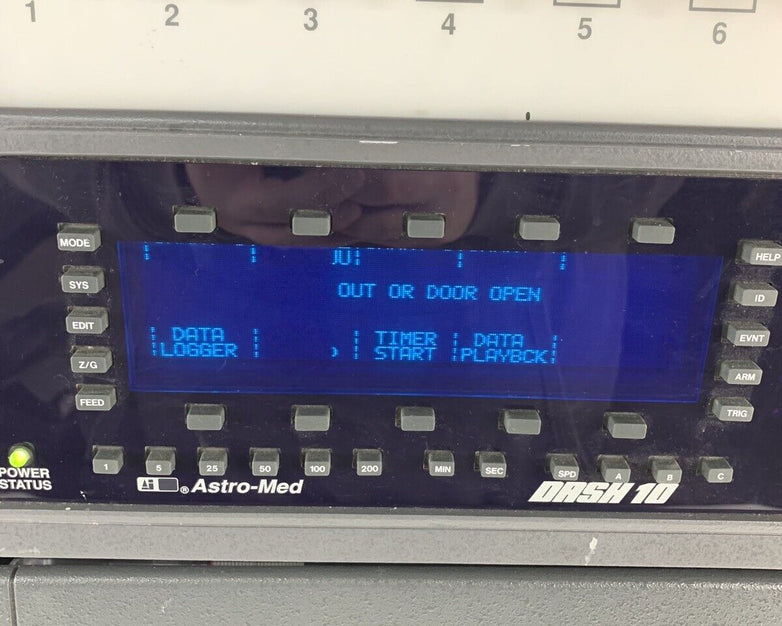 1 2 3 4 5 6
MODE
HELP
SYS
OUT OR DOOR OPEN
ID
EDIT
DATA TIMER DATA
EVNT
LOGGER START PLAYBCK
Z/G
ARM
FEED
TRIG
1 5 25 50 100 200 MIN SEC SPD A B C
POWER
STATUS
® Astro-Med DASH 10